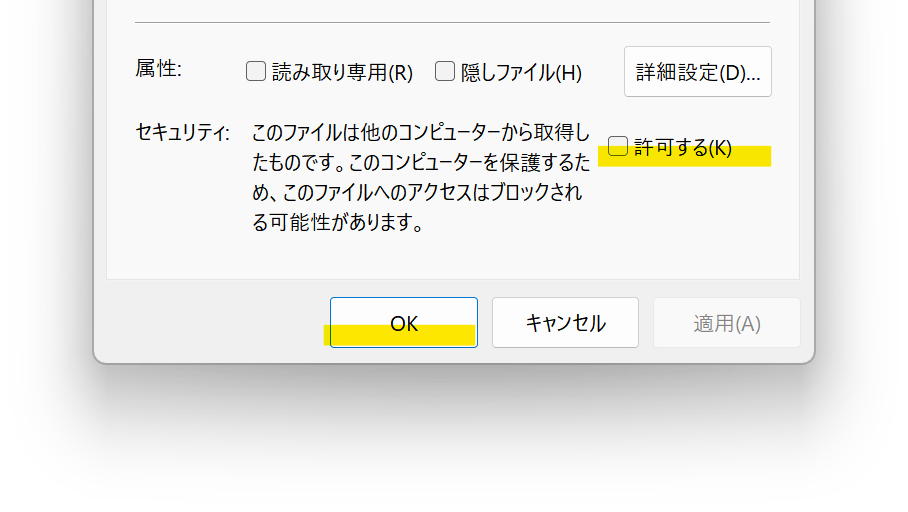 属性: 読み取り専用(R) 隠しファイル(H) 詳細設定(D)...
セキュリティ: このファイルは他のコンピューターから取得し
たものです。このコンピューターを保護するた
め、このファイルへのアクセスはブロックされ
る可能性があります。
許可する(K)
OK キャンセル 適用(A)